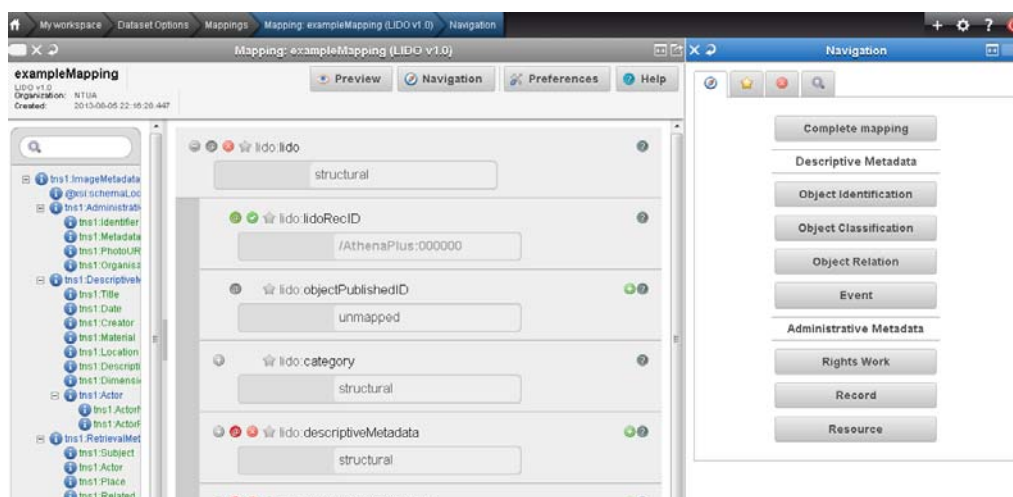 My workspace Dataset Options Mappings Mapping: exampleMapping (LIDO v1.0) Navigation
Mapping: exampleMapping (LIDO v1.0)
Navigation
exampleMapping
LIDO v1.0
Organization: NTUA
Created: 2013-08-05 22:16:20.447
Preview Navigation Preferences Help
tns1:ImageMetadata
@xsi:schemaLoc
tns1:Administrati
tns1:Identifier
tns1:Metadata
tns1:PhotoUR
tns1:Organisa
tns1:Descriptive
tns1:Title
tns1:Date
tns1:Creator
tns1:Material
tns1:Location
tns1:Descripti
tns1:Dimensi
tns1:Actor
tns1:Actor
tns1:Actor
tns1:RetrievalMet
tns1:Subject
tns1:Actor
tns1:Place
tns1:Related
lido:lido
structural
lido:lidoRecID
/AthenaPlus:000000
lido:objectPublishedID
unmapped
lido:category
structural
lido:descriptiveMetadata
structural
Complete mapping
Descriptive Metadata
Object Identification
Object Classification
Object Relation
Event
Administrative Metadata
Rights Work
Record
Resource